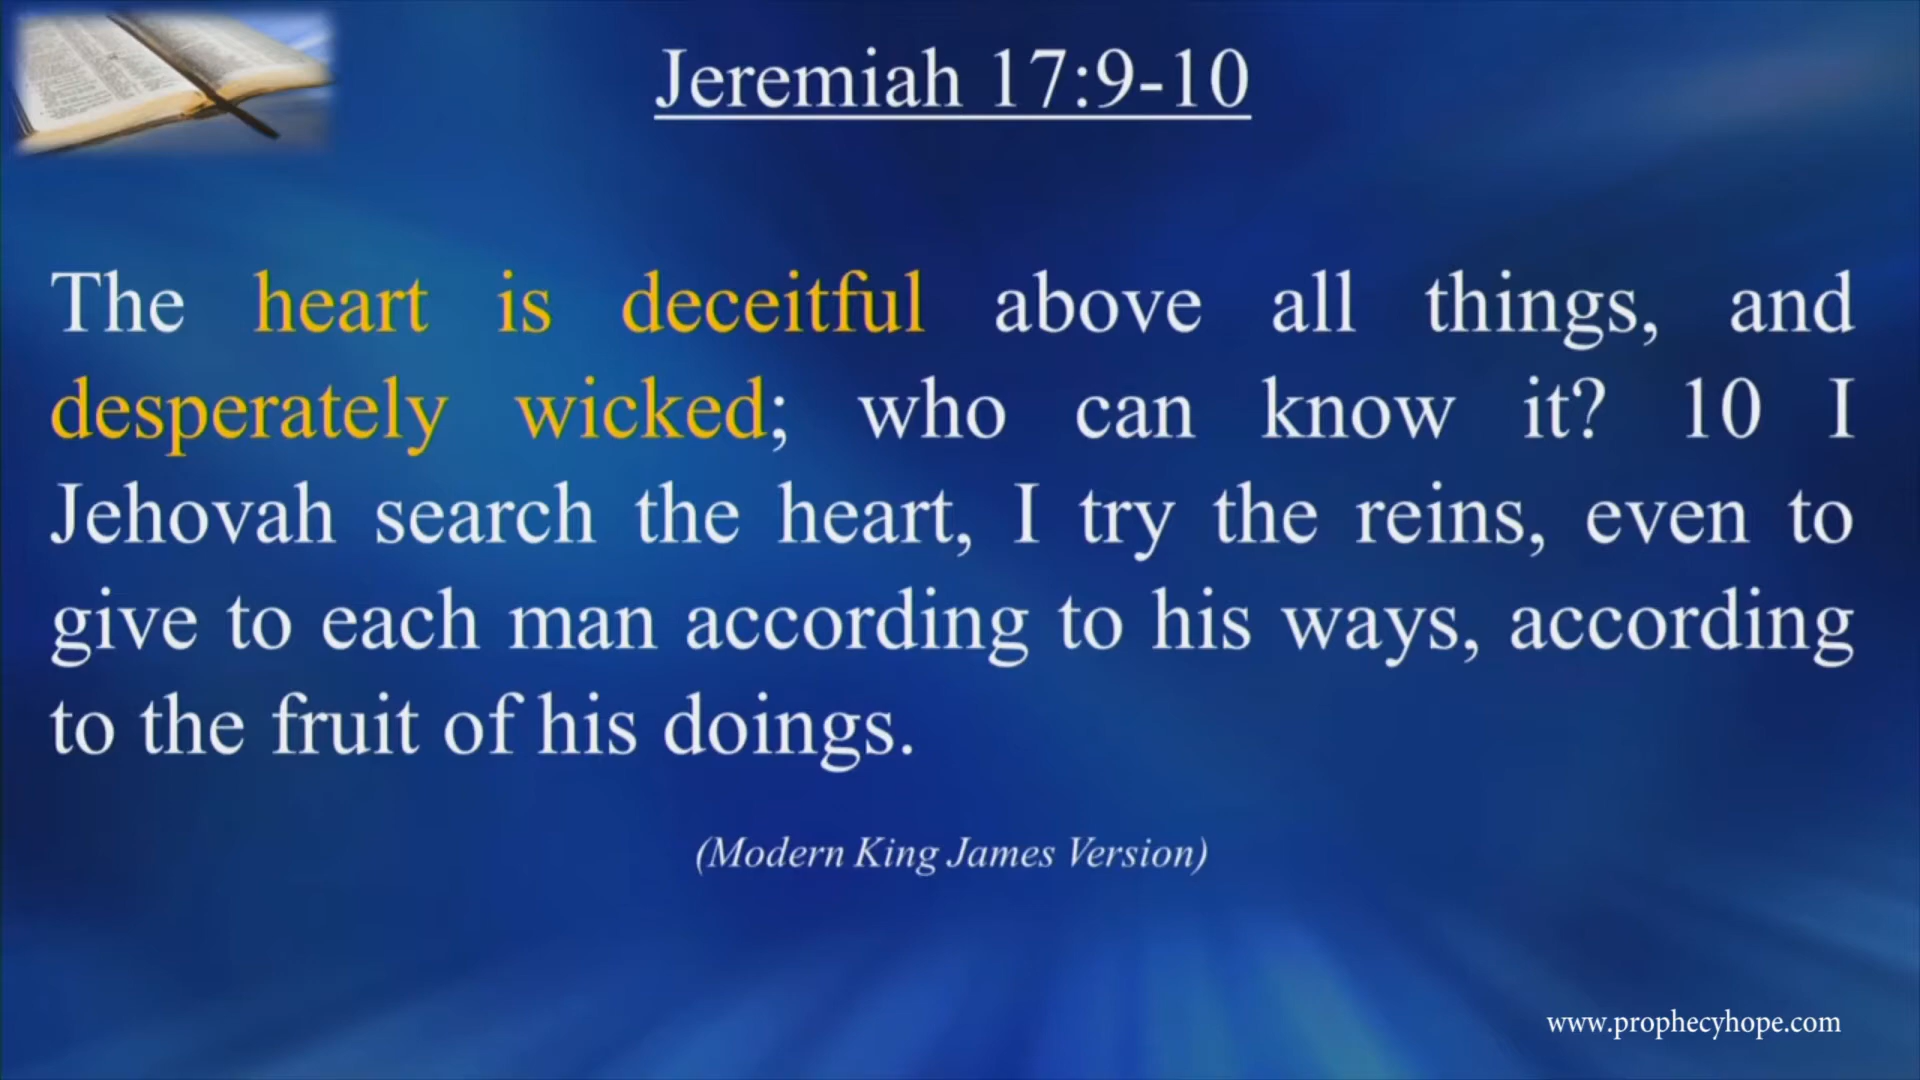 Jeremiah 17:9-10
The heart is deceitful above all things, and
desperately wicked; who can know it? 10 I
Jehovah search the heart, I try the reins, even to
give to each man according to his ways, according
to the fruit of his doings.
(Modern King James Version)
www.prophecyhope.com